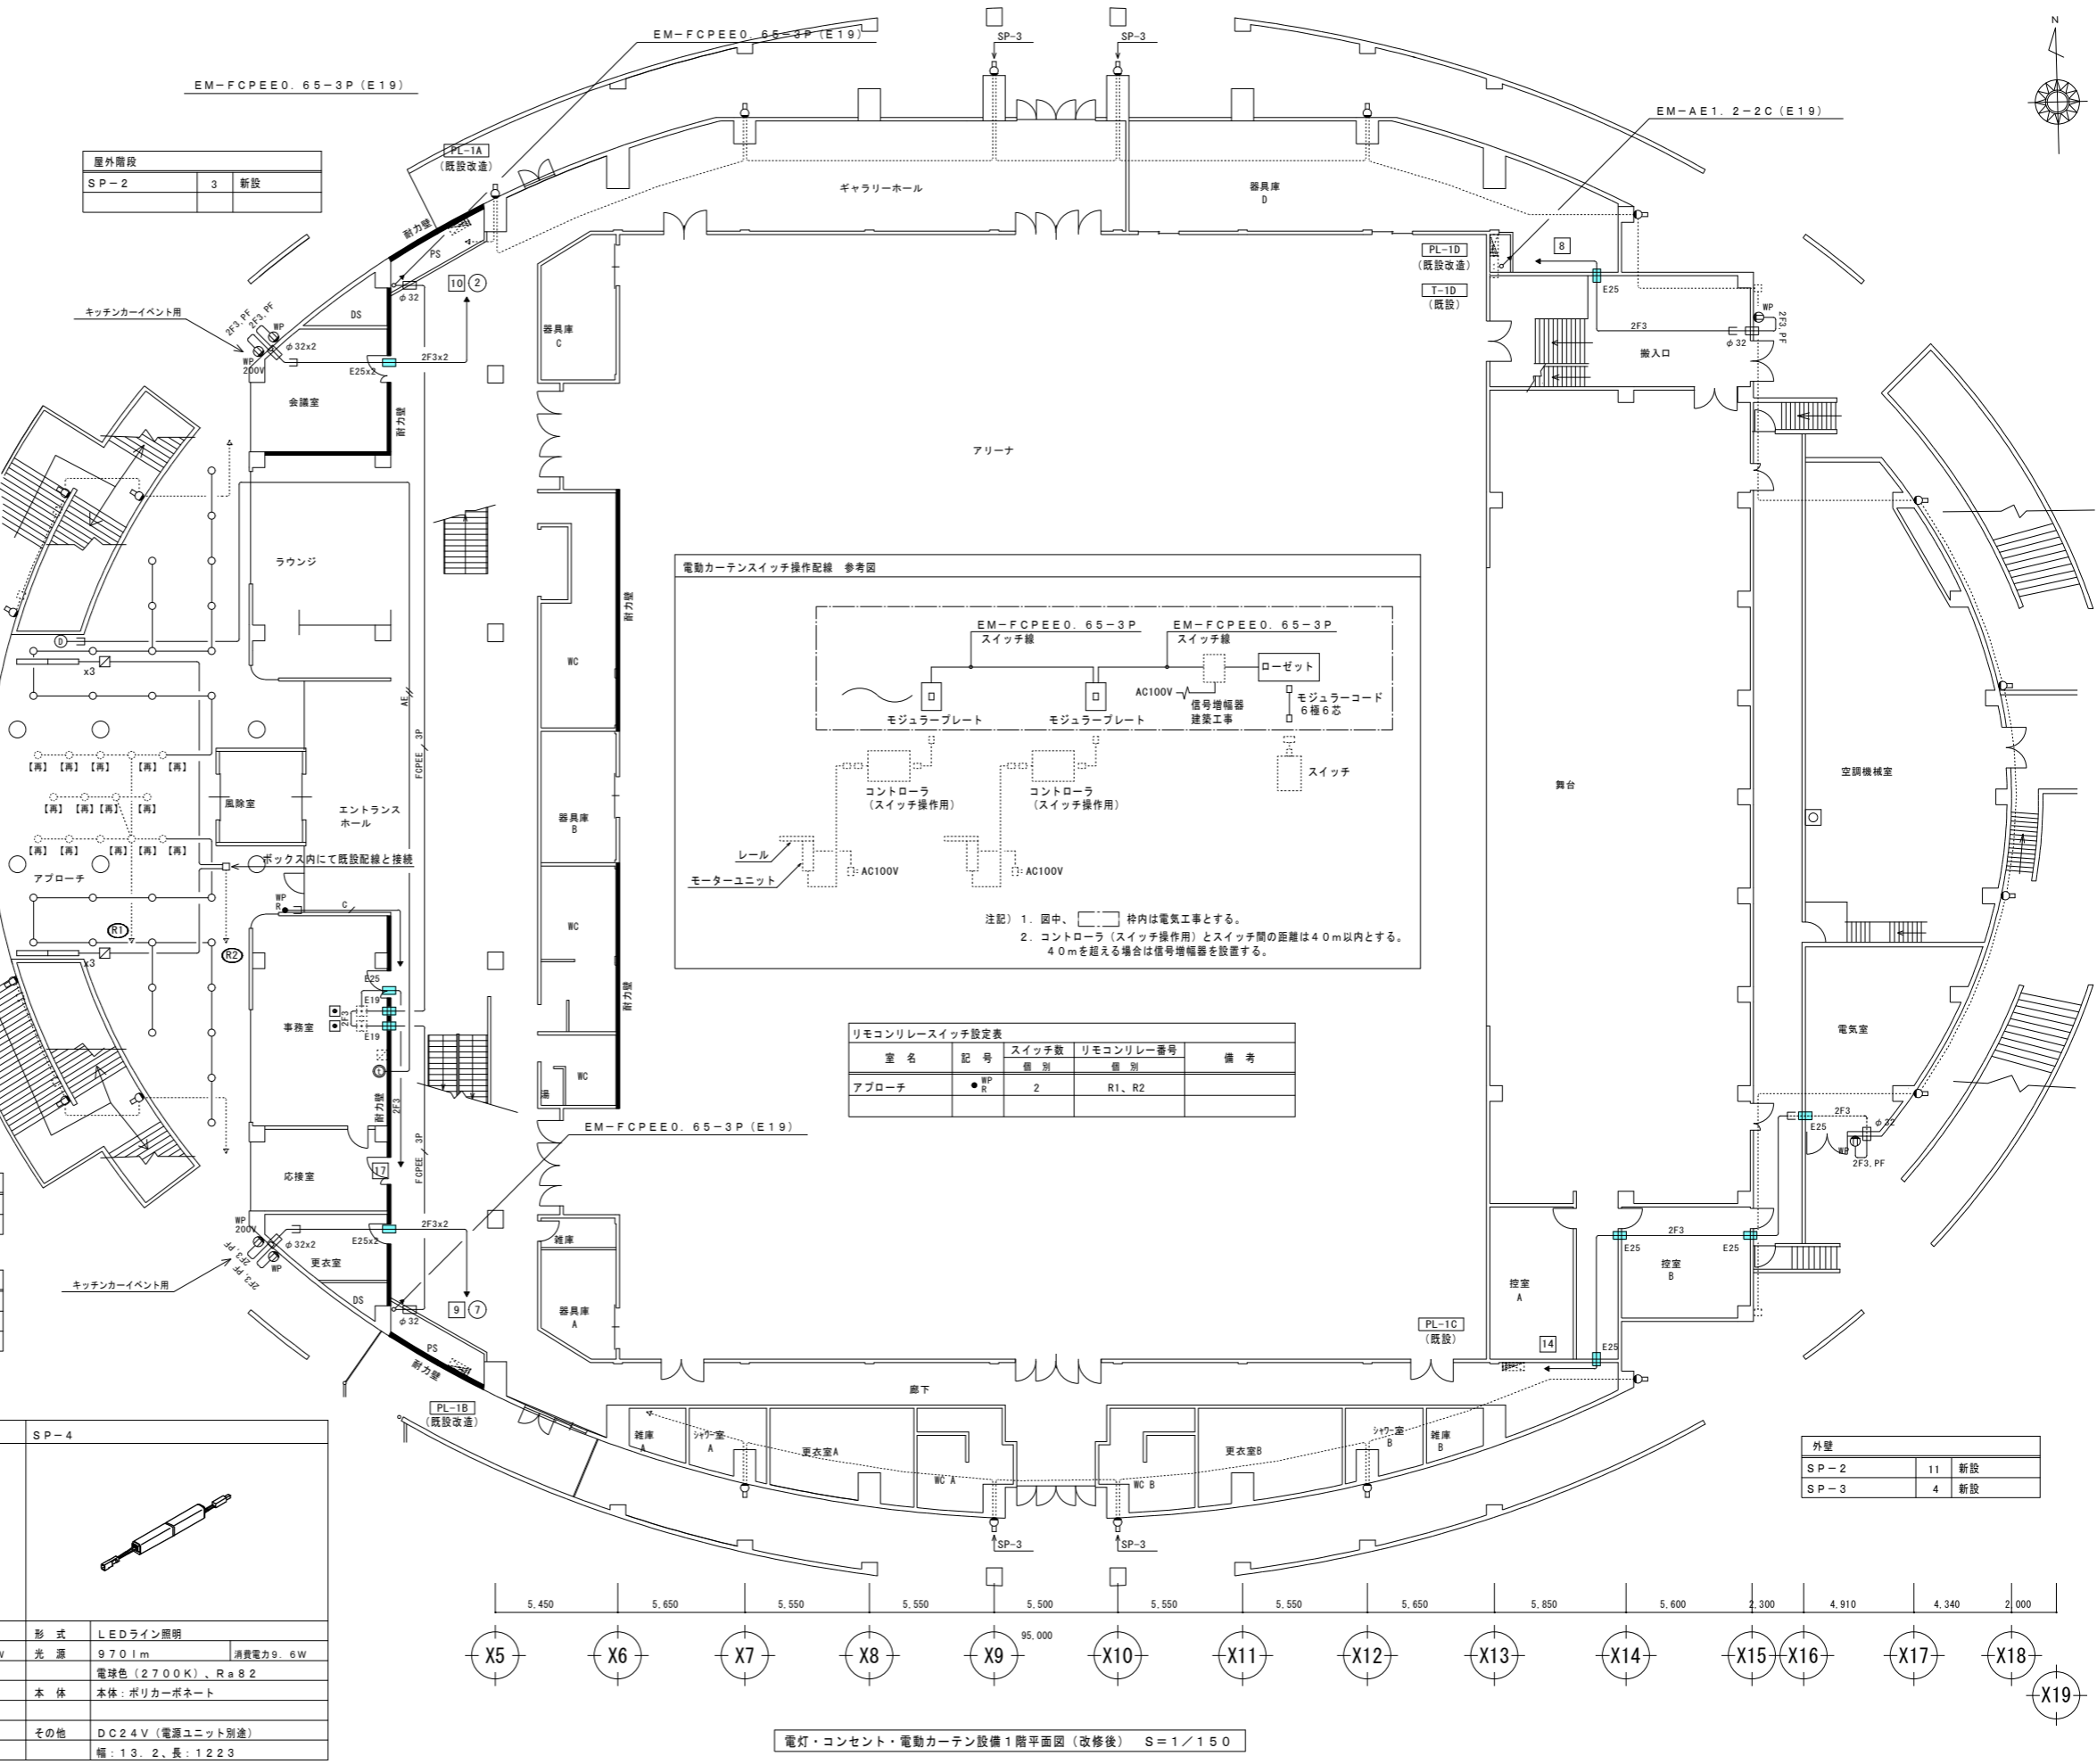 EM-FCPEE0.65-3P(E19)
EM-FCPEE0.65-3P(E19)
SP-3
SP-3
N
EM-AE1.2-2C(E19)
屋外階段
SP-2 3 新設
PL-1A
(既設改造)
耐力壁
PS
ギャラリーホール
器具庫
D
PL-1D
(既設改造)
T-1D
(既設)
8
E25
2F3
WP
2F3,PF
φ32
搬入口
キッチンカーイベント用
2F3,PF
2F3,PF
WP
WP
200V
φ32x2
DS
φ32
10 2
2F3x2
E25x2
会議室
耐力壁
器具庫
C
アリーナ
ラウンジ
D
x3
WC
耐力壁
AE
FCPEE 3P
電動カーテンスイッチ操作配線 参考図
EM-FCPEE0.65-3P
スイッチ線
EM-FCPEE0.65-3P
スイッチ線
ローゼット
AC100V
信号増幅器
建築工事
モジュラーコード
6極6芯
モジュラープレート
モジュラープレート
コントローラ
(スイッチ操作用)
コントローラ
(スイッチ操作用)
スイッチ
レール
モーターユニット
AC100V
AC100V
注記) 1. 図中、 枠内は電気工事とする。
2. コントローラ(スイッチ操作用)とスイッチ間の距離は40m以内とする。
40mを超える場合は信号増幅器を設置する。
舞台
空調機械室
【再】 【再】 【再】 【再】 【再】
【再】 【再】 【再】 【再】
【再】 【再】 【再】 【再】 【再】
風除室
エントランス
ホール
ボックス内にて既設配線と接続
アプローチ
器具庫
B
WP
R
C
R1
R2
x3
WC
耐力壁
E25
E19
2F3
E19
事務室
t
耐力壁
2F3
WC
湯
リモコンリレースイッチ設定表
室 名 記 号 スイッチ数 リモコンリレー番号 備 考
個 別 個 別
アプローチ WP R 2 R1、R2
電気室
2F3
E25
φ32
WP
2F3,PF
EM-FCPEE0.65-3P(E19)
FCPEE 3P
17
応接室
WP
200V
2F3,PF
2F3,PF
WP
φ32x2
2F3x2
E25x2
更衣室
キッチンカーイベント用
DS
φ32
9 7
PS
耐力壁
雑庫
器具庫
A
PL-1B
(既設改造)
控室
A
2F3
E25
E25
控室
B
PL-1C
(既設)
14
E25
廊下
雑庫
A
シャワー室
A
更衣室A
WC A
WC B
更衣室B
シャワー室
B
雑庫
B
SP-3
SP-3
外壁
SP-2 11 新設
SP-3 4 新設
SP-4
形 式 LEDライン照明
光 源 970lm 消費電力9.6W
電球色(2700K)、Ra82
本 体 本体:ポリカーボネート
その他 DC24V(電源ユニット別途)
幅:13.2、長:1223
5,450 5,650 5,550 5,550 5,500 5,550 5,550 5,650 5,850 5,600 2,300 4,910 4,340 2,000
95,000
X5 X6 X7 X8 X9 X10 X11 X12 X13 X14 X15 X16 X17 X18
X19
電灯・コンセント・電動カーテン設備1階平面図(改修後) S=1/150